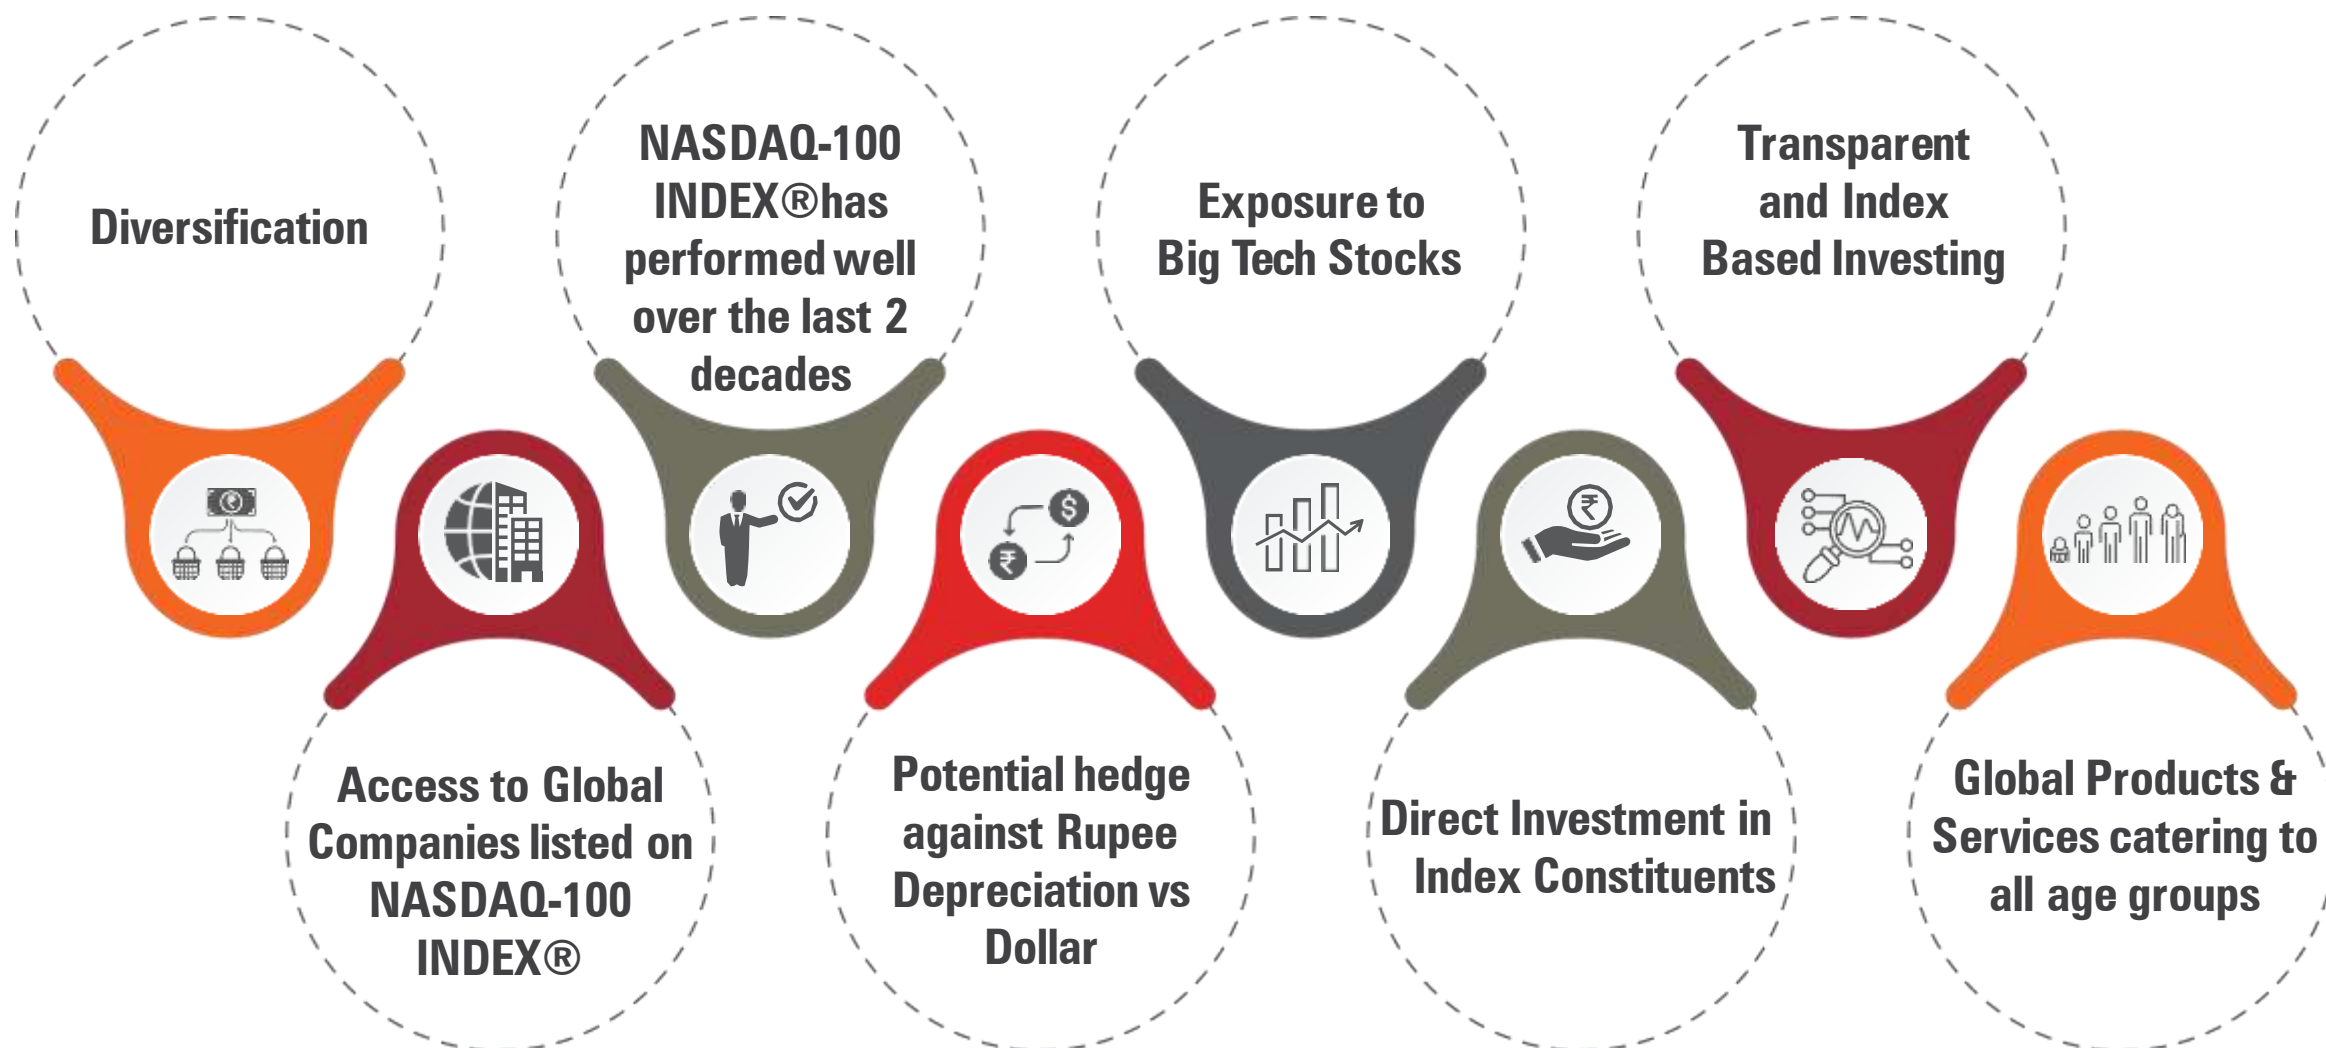 Diversification
NASDAQ-100
INDEX®has
performed well
over the last 2
decades
Exposure to
Big Tech Stocks
Transparent
and Index
Based Investing
Access to Global
Companies listed on
NASDAQ-100
INDEX®
Potential hedge
against Rupee
Depreciation vs
Dollar
Direct Investment in
Index Constituents
Global Products &
Services catering to
all age groups